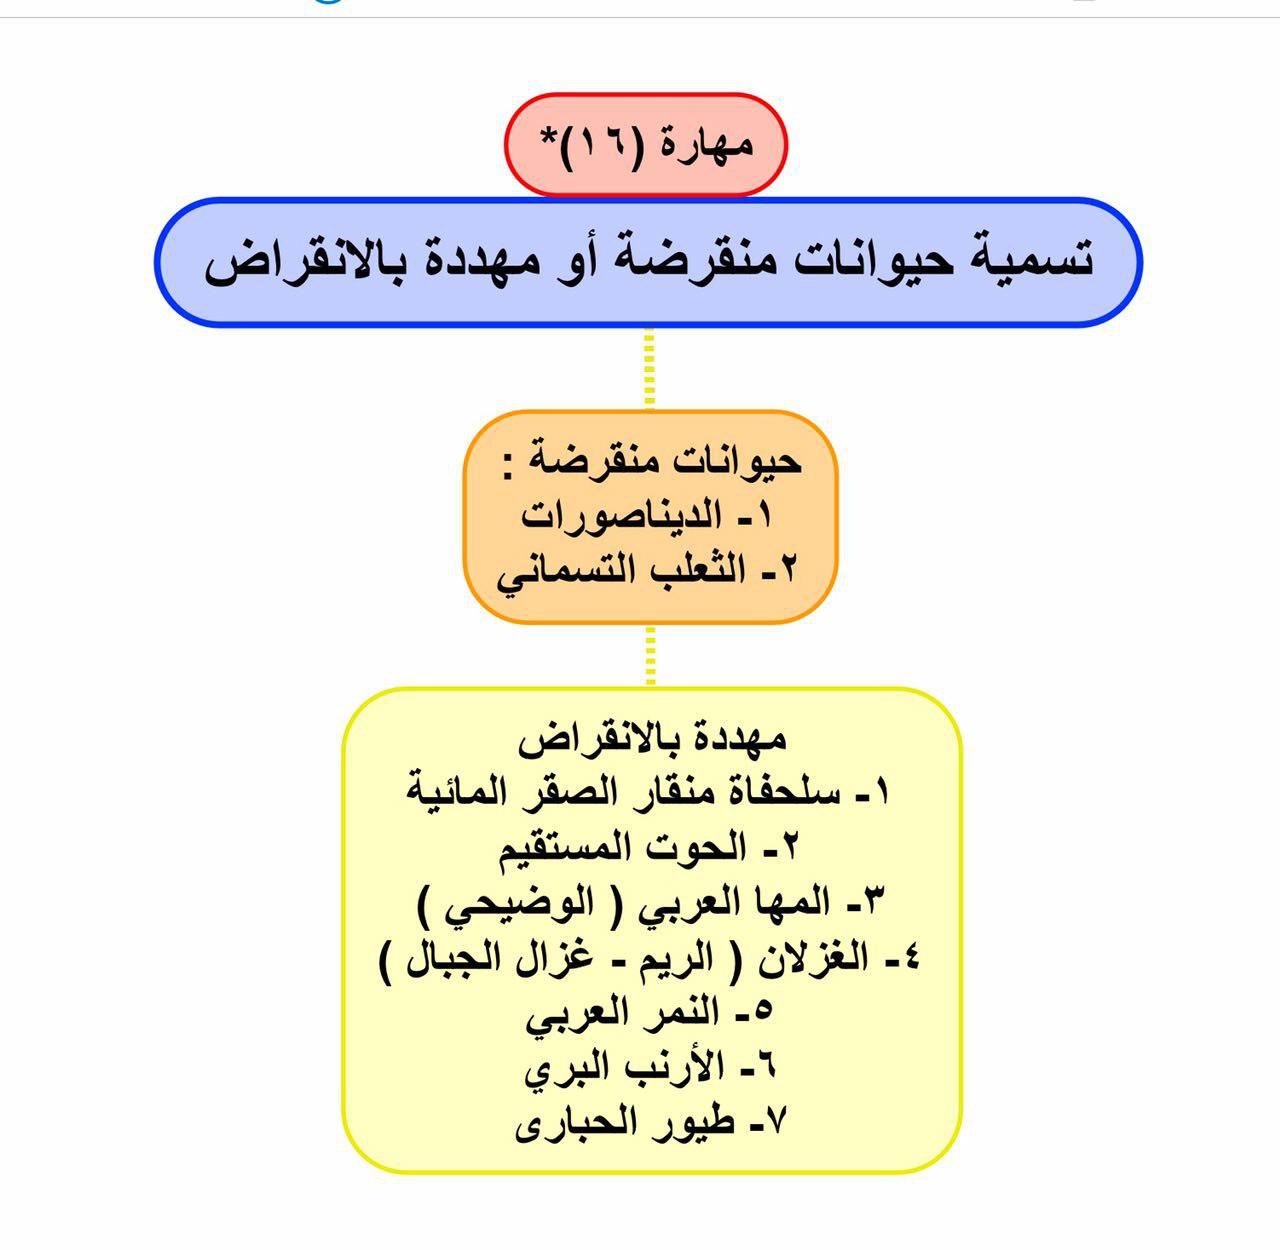 مهارة (١٦)*
تسمية حيوانات منقرضة أو مهددة بالانقراض
حيوانات منقرضة :
١- الديناصورات
٢- الثعلب التسماني
مهددة بالانقراض
١- سلحفاة منقار الصقر المائية
٢- الحوت المستقيم
٣- المها العربي ( الوضيحي )
٤- الغزلان ( الريم - غزال الجبال )
٥- النمر العربي
٦- الأرنب البري
٧- طيور الحبارى